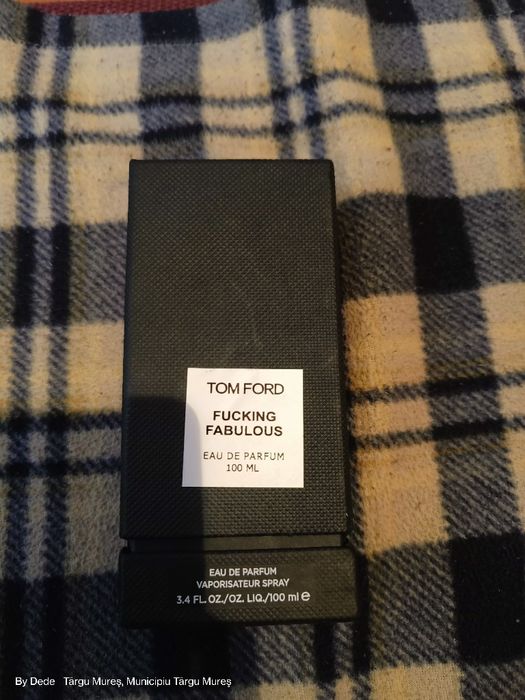 TOM FORD
FUCKING
FABULOUS
EAU DE PARFUM
100 ML
EAU DE PARFUM
VAPORISATEUR SPRAY
3.4 FL. OZ./OZ. LIQ./100 ml ℮
By Dede Târgu Mureș, Municipiu Târgu Mureș